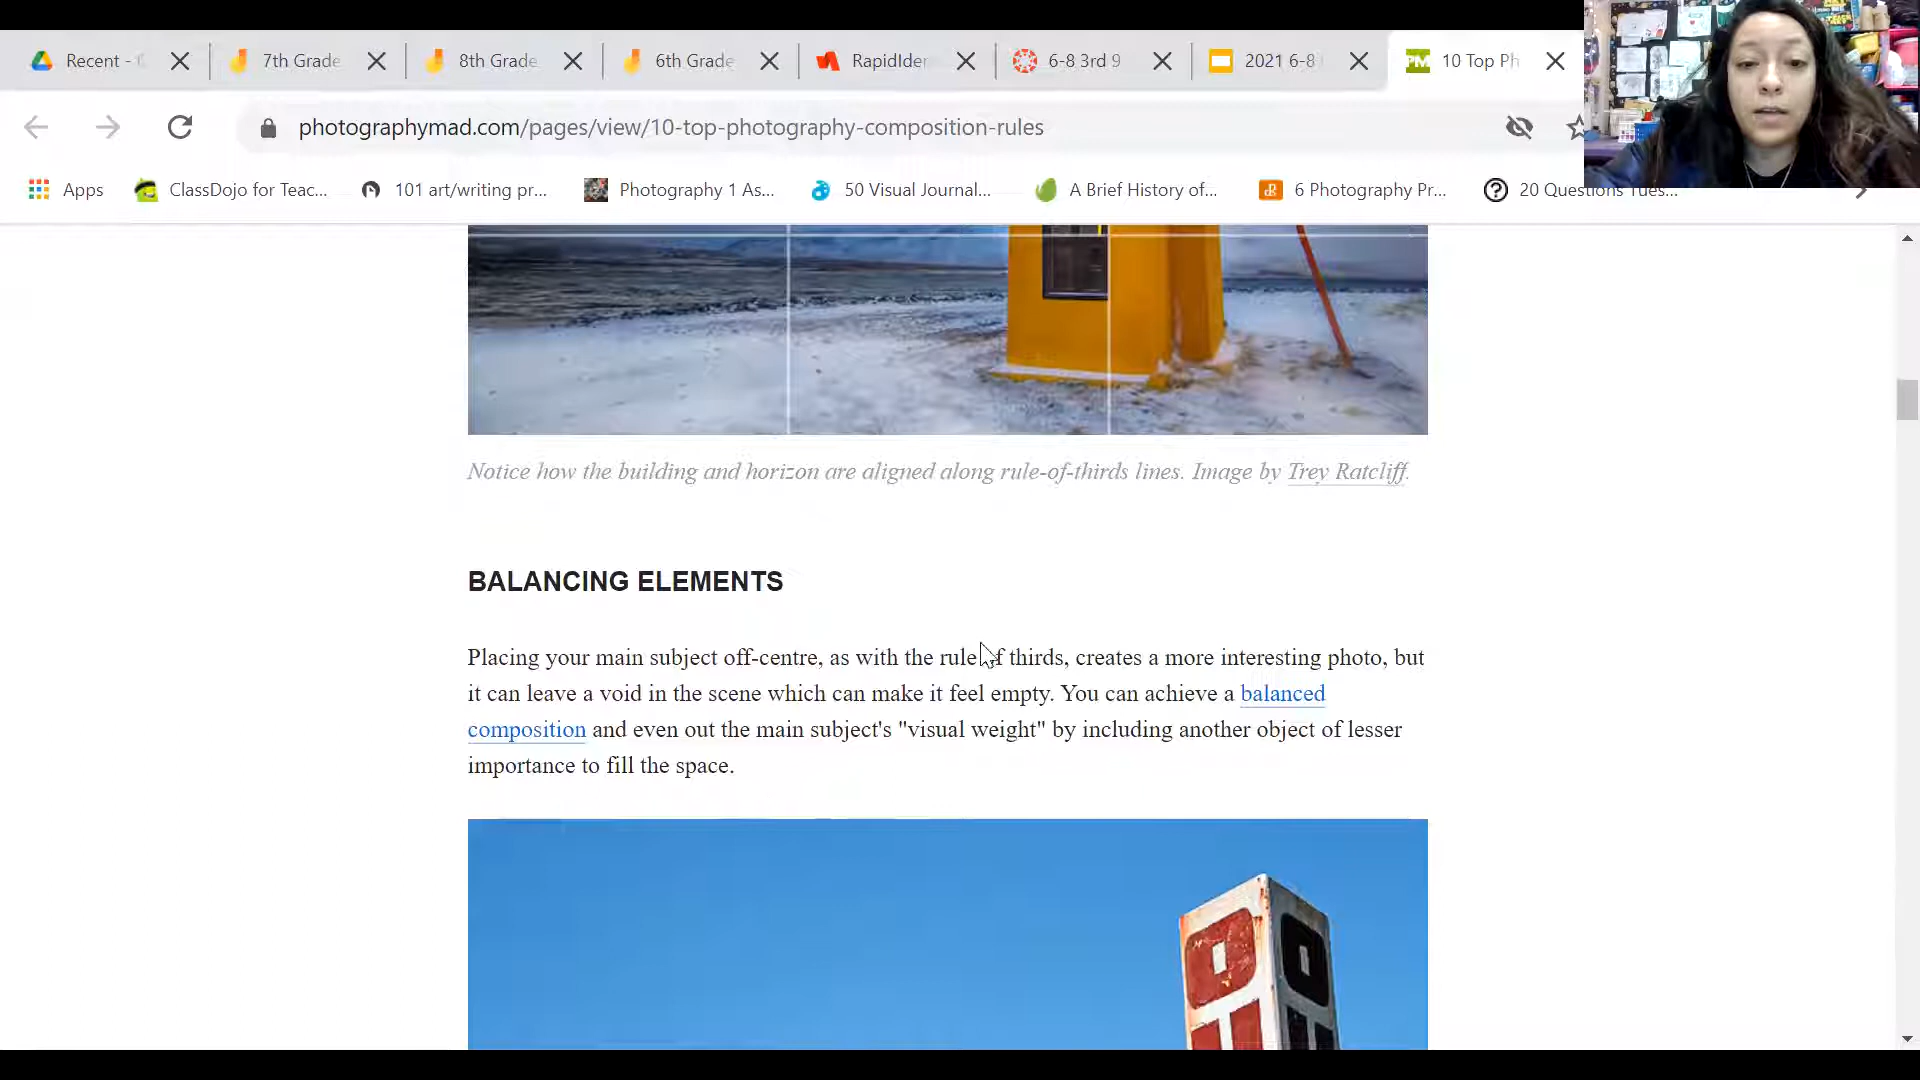 Recent -
7th Grade
8th Grade
6th Grade
RapidIde
6-8 3rd 9
2021 6-8
PM
10 Top Ph
photographymad.com/pages/view/10-top-photography-composition-rules
Apps
ClassDojo for Teac...
101 art/writing pr...
Photography 1 As...
50 Visual Journal...
A Brief History of...
6 Photography Pr...
20 Questions Tues...
Notice how the building and horizon are aligned along rule-of-thirds lines. Image by Trey Ratcliff.
BALANCING ELEMENTS
Placing your main subject off-centre, as with the rule of thirds, creates a more interesting photo, but
it can leave a void in the scene which can make it feel empty. You can achieve a balanced
composition and even out the main subject's "visual weight" by including another object of lesser
importance to fill the space.